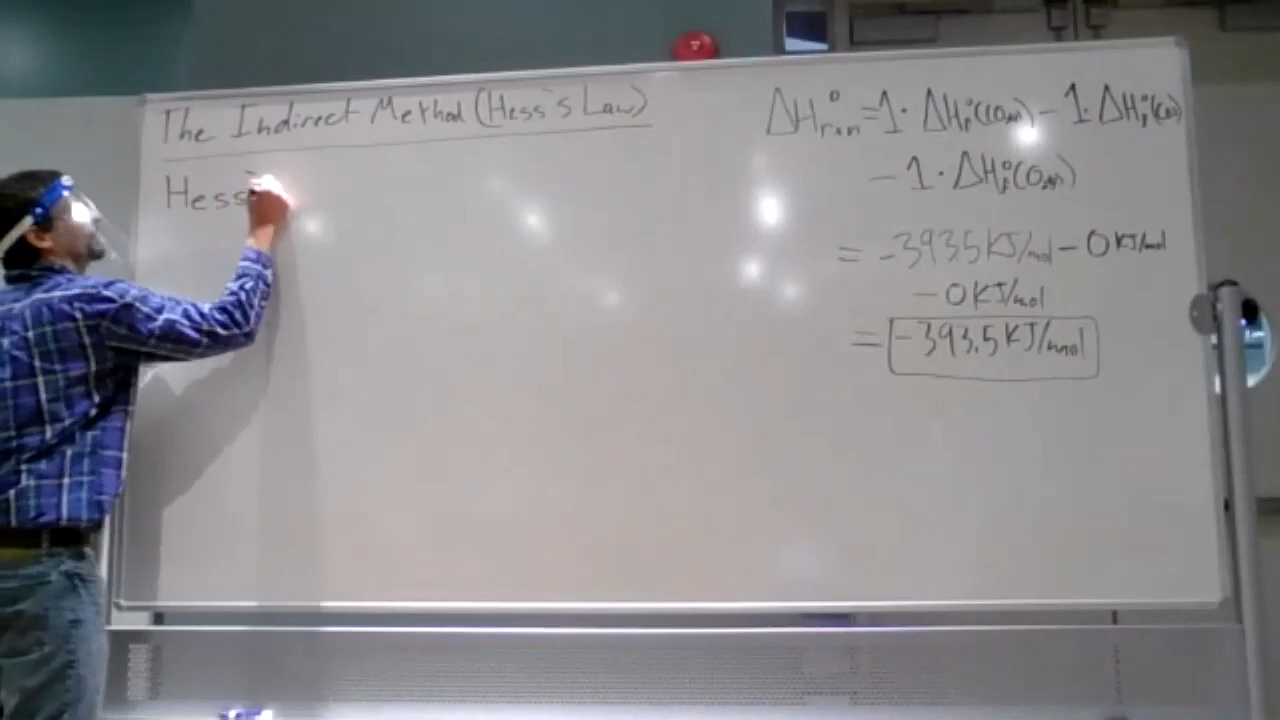 The Indirect Method (Hess's Law)
Hess'
ΔH°rxn = 1 · ΔH°f(CO2(g)) – 1 · ΔH°f(C(s))
– 1 · ΔH°f(O2(g))
= -393.5 KJ/mol – 0 KJ/mol
– 0 KJ/mol
= -393.5 KJ/mol